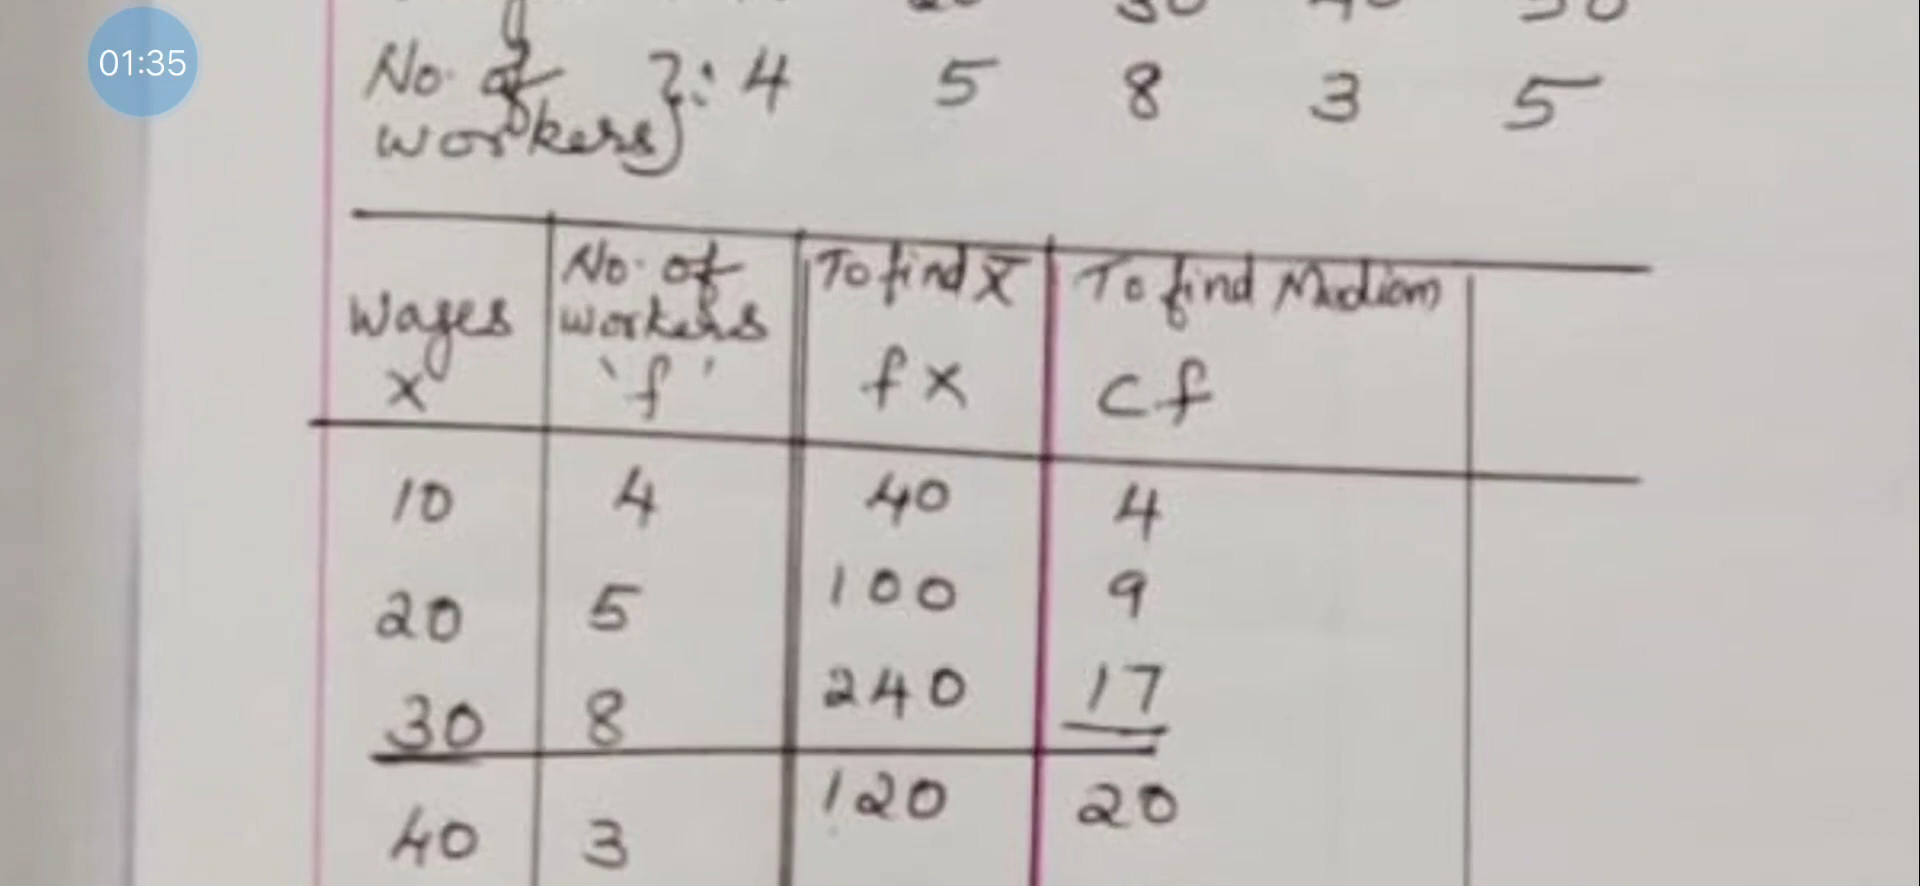 01:35
No. of }: 4 5 8 3 5
workers
Wages No. of workers To find x̄ To find Median
x 'f' fx cf
10 4 40 4
20 5 100 9
30 8 240 17
40 3 120 20